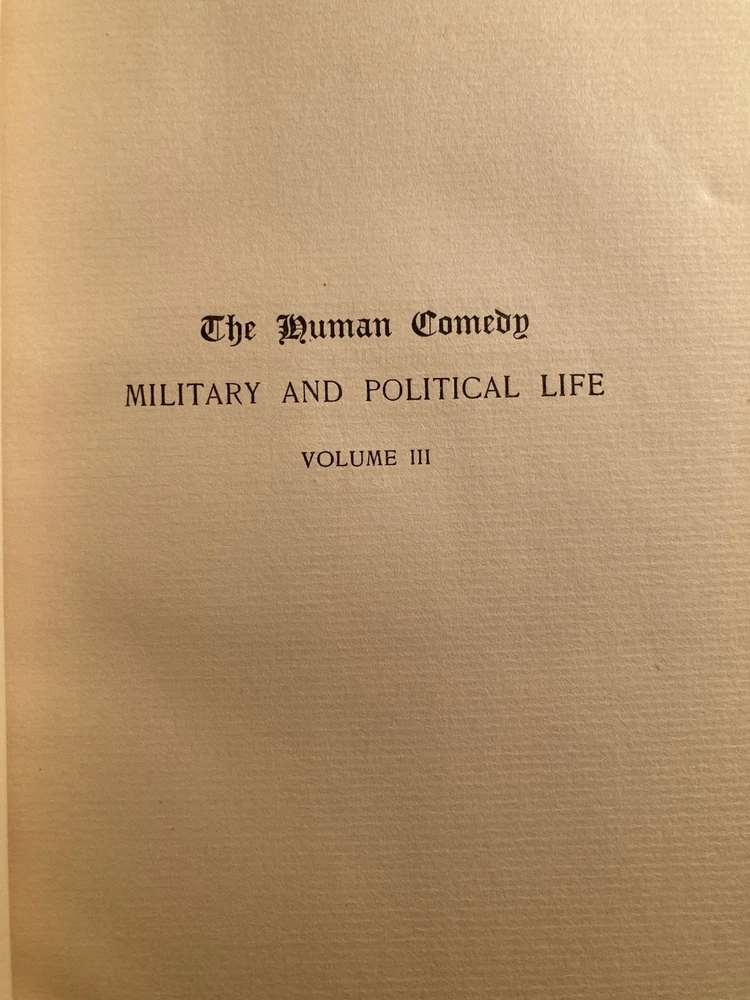 The Human Comedy
MILITARY AND POLITICAL LIFE
VOLUME III